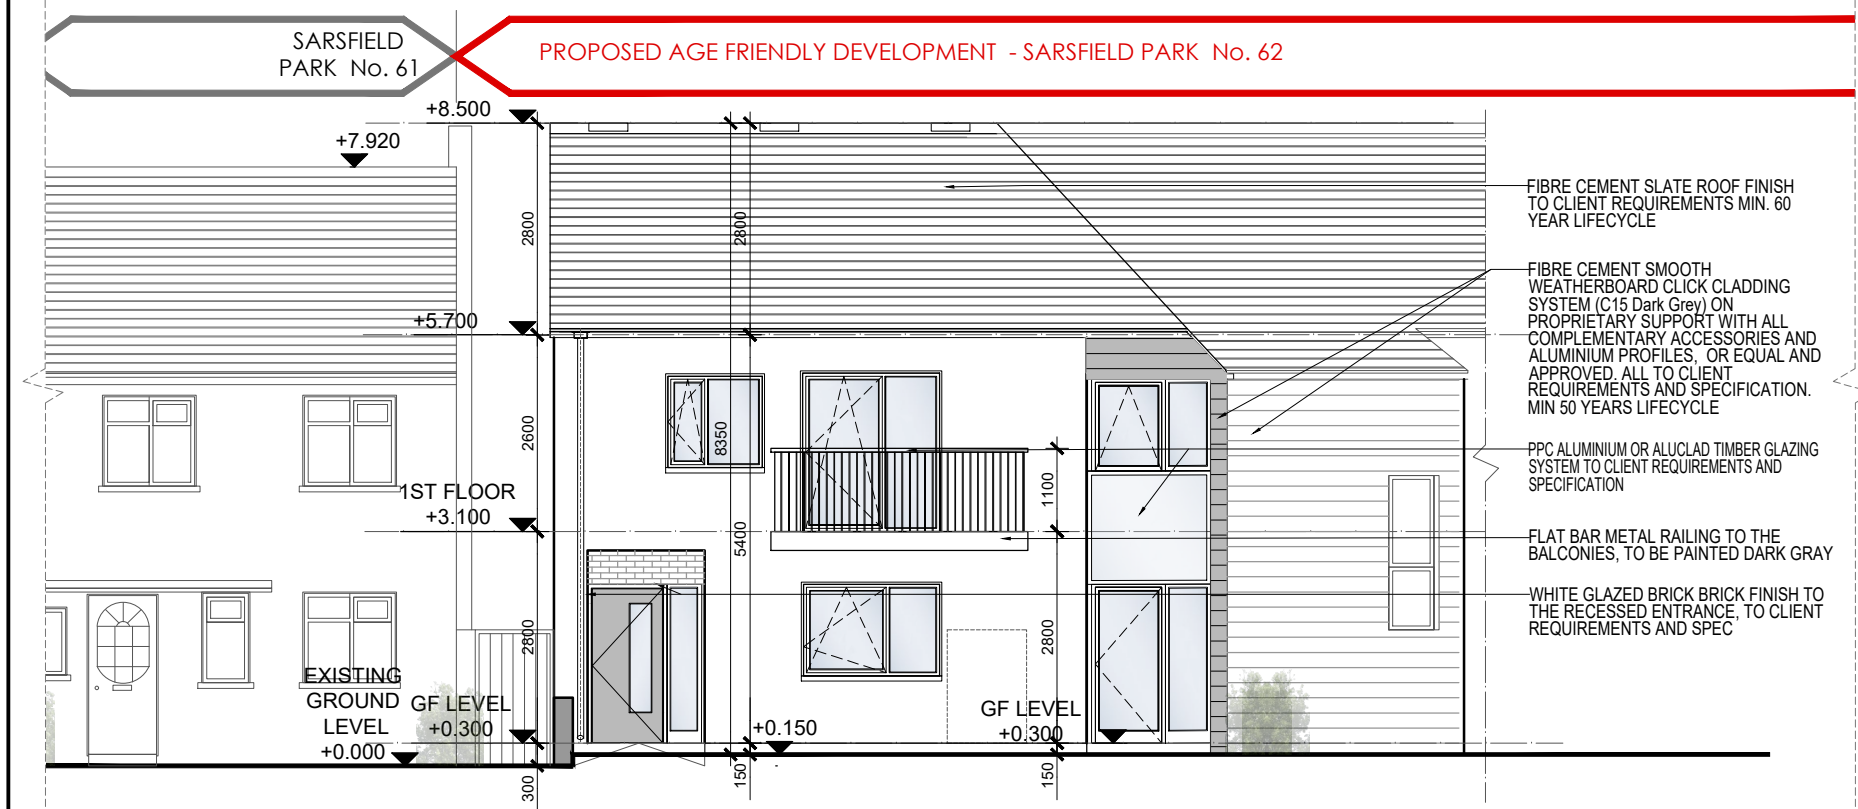 SARSFIELD
PARK No. 61
PROPOSED AGE FRIENDLY DEVELOPMENT - SARSFIELD PARK No. 62
+8.500
+7.920
2800
2800
+5.700
2600
8350
1ST FLOOR
+3.100
5400
1100
2800
2800
EXISTING
GROUND
LEVEL
+0.000
GF LEVEL
+0.300
+0.150
GF LEVEL
+0.300
300
150
150
FIBRE CEMENT SLATE ROOF FINISH
TO CLIENT REQUIREMENTS MIN. 60
YEAR LIFECYCLE
FIBRE CEMENT SMOOTH
WEATHERBOARD CLICK CLADDING
SYSTEM (C15 Dark Grey) ON
PROPRIETARY SUPPORT WITH ALL
COMPLEMENTARY ACCESSORIES AND
ALUMINIUM PROFILES, OR EQUAL AND
APPROVED. ALL TO CLIENT
REQUIREMENTS AND SPECIFICATION.
MIN 50 YEARS LIFECYCLE
PPC ALUMINIUM OR ALUCLAD TIMBER GLAZING
SYSTEM TO CLIENT REQUIREMENTS AND
SPECIFICATION
FLAT BAR METAL RAILING TO THE
BALCONIES, TO BE PAINTED DARK GRAY
WHITE GLAZED BRICK BRICK FINISH TO
THE RECESSED ENTRANCE, TO CLIENT
REQUIREMENTS AND SPEC